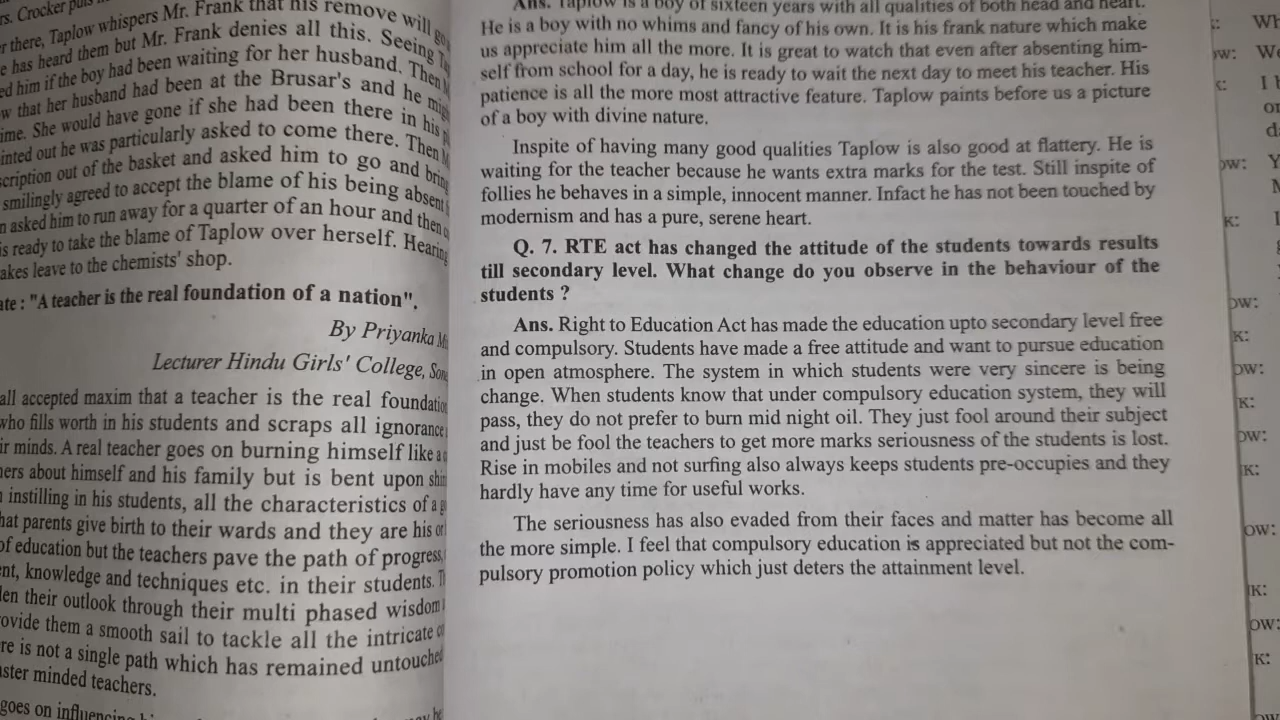 rs. Crocker
there, Taplow whispers Mr. Frank that his remove will
has heard them but Mr. Frank denies all this. Seeing
ed him if the boy had been waiting for her husband. Then
w that her husband had been at the Brusar's and he
ime. She would have gone if she had been there in his
inted out he was particularly asked to come there. Then
scription out of the basket and asked him to go and bring
smilingly agreed to accept the blame of his being absent
asked him to run away for a quarter of an hour and then
is ready to take the blame of Taplow over herself. Hearing
akes leave to the chemists' shop.
ate : "A teacher is the real foundation of a nation".
By Priyanka
Lecturer Hindu Girls' College,
all accepted maxim that a teacher is the real foundation
who fills worth in his students and scraps all ignorance
ir minds. A real teacher goes on burning himself like a
ners about himself and his family but is bent upon
instilling in his students, all the characteristics of a
hat parents give birth to their wards and they are his
of education but the teachers pave the path of progress,
nt, knowledge and techniques etc. in their students.
den their outlook through their multi phased wisdom
ovide them a smooth sail to tackle all the intricate
re is not a single path which has remained untouched
aster minded teachers.
goes on influencing
Ans. Taplow is a boy of sixteen years with all qualities of both head and heart.
He is a boy with no whims and fancy of his own. It is his frank nature which make
us appreciate him all the more. It is great to watch that even after absenting him-
self from school for a day, he is ready to wait the next day to meet his teacher. His
patience is all the more most attractive feature. Taplow paints before us a picture
of a boy with divine nature.
Inspite of having many good qualities Taplow is also good at flattery. He is
waiting for the teacher because he wants extra marks for the test. Still inspite of
follies he behaves in a simple, innocent manner. Infact he has not been touched by
modernism and has a pure, serene heart.
Q. 7. RTE act has changed the attitude of the students towards results
till secondary level. What change do you observe in the behaviour of the
students ?
Ans. Right to Education Act has made the education upto secondary level free
and compulsory. Students have made a free attitude and want to pursue education
in open atmosphere. The system in which students were very sincere is being
change. When students know that under compulsory education system, they will
pass, they do not prefer to burn mid night oil. They just fool around their subject
and just be fool the teachers to get more marks seriousness of the students is lost.
Rise in mobiles and not surfing also always keeps students pre-occupies and they
hardly have any time for useful works.
The seriousness has also evaded from their faces and matter has become all
the more simple. I feel that compulsory education is appreciated but not the com-
pulsory promotion policy which just deters the attainment level.